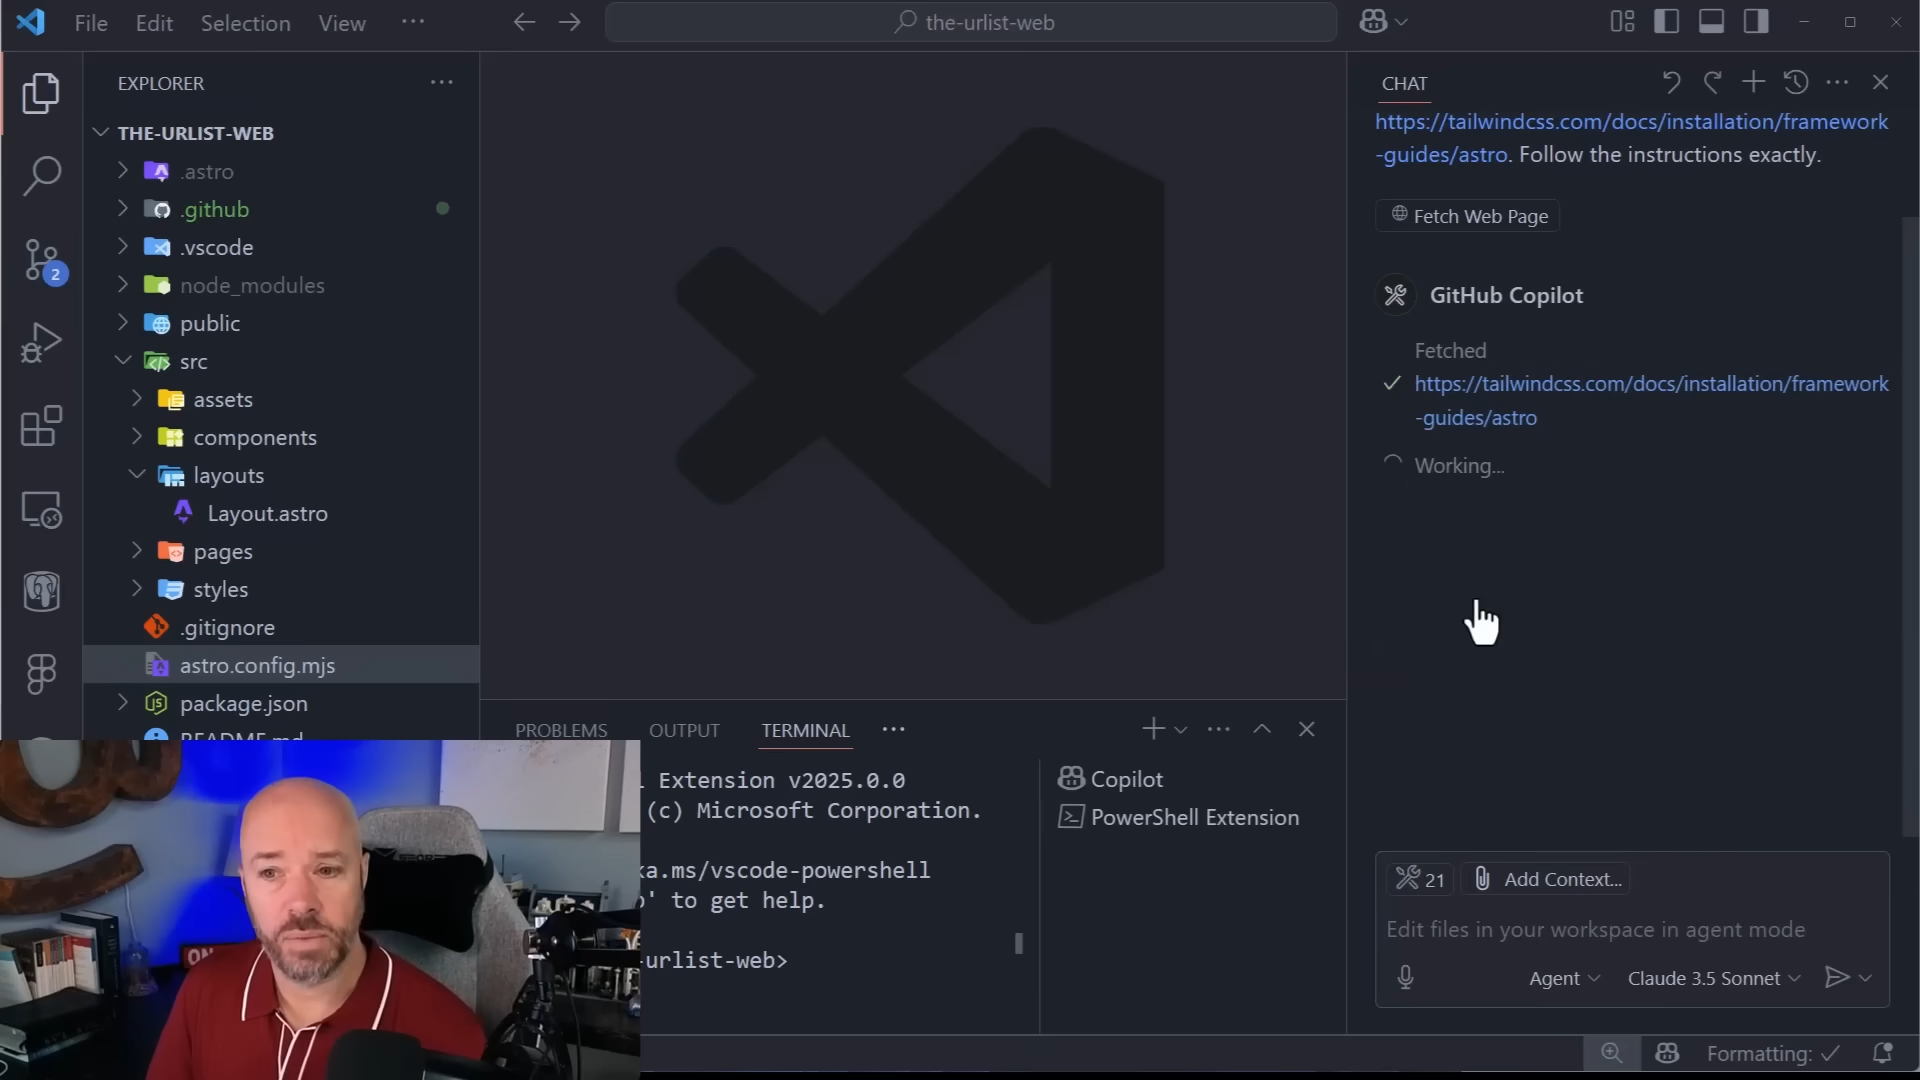 File Edit Selection View ···
the-urlist-web
EXPLORER ···
THE-URLIST-WEB
.astro
.github
.vscode
node_modules
public
src
assets
components
layouts
Layout.astro
pages
styles
.gitignore
astro.config.mjs
package.json
README.md
2
CHAT ···
https://tailwindcss.com/docs/installation/framework
-guides/astro. Follow the instructions exactly.
Fetch Web Page
GitHub Copilot
Fetched
https://tailwindcss.com/docs/installation/framework
-guides/astro
Working...
21 Add Context...
Edit files in your workspace in agent mode
Agent Claude 3.5 Sonnet
PROBLEMS OUTPUT TERMINAL ··· ···
Extension v2025.0.0
(c) Microsoft Corporation.
ka.ms/vscode-powershell
' to get help.
-urlist-web>
Copilot
PowerShell Extension
Formatting: ✓
ON